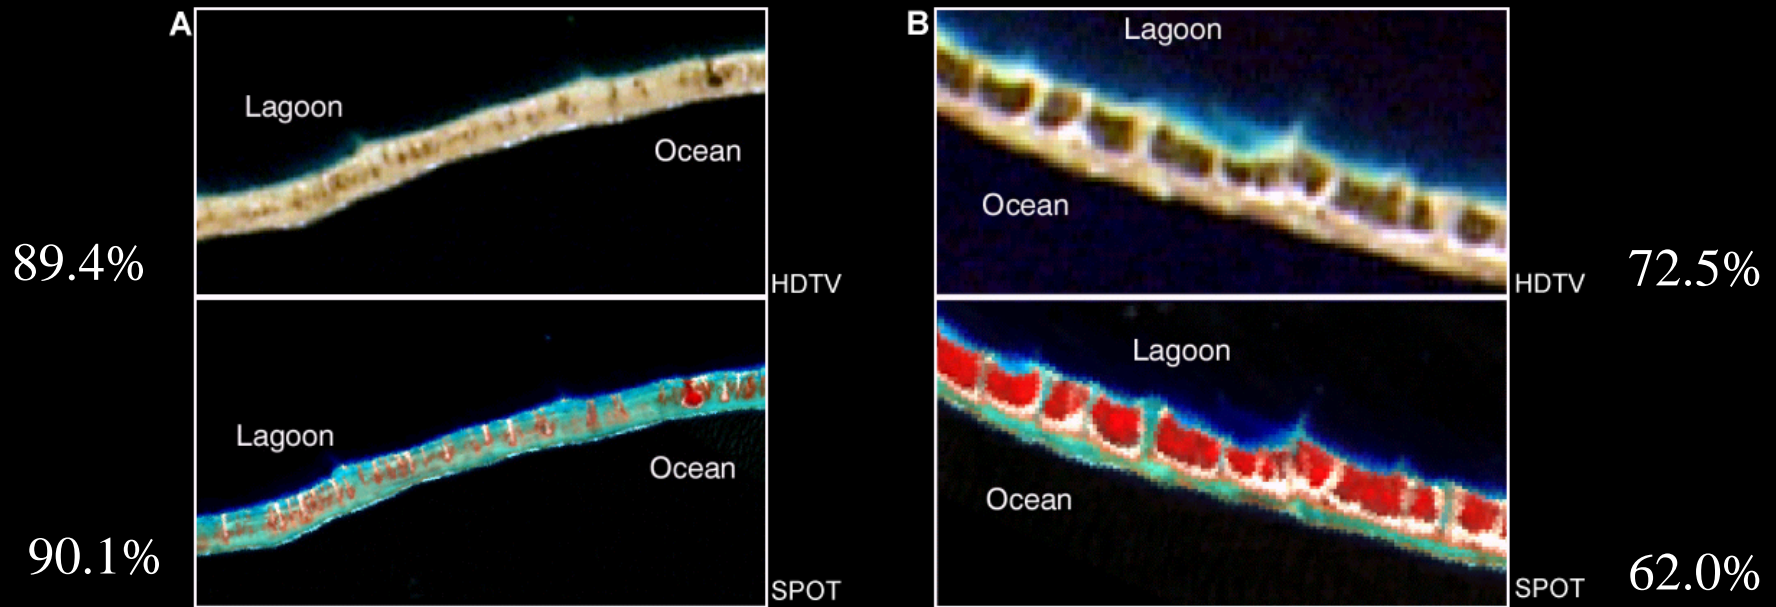 A
Lagoon
Ocean
89.4%
HDTV
Lagoon
Ocean
90.1%
SPOT
B
Lagoon
Ocean
HDTV
72.5%
Lagoon
Ocean
SPOT
62.0%